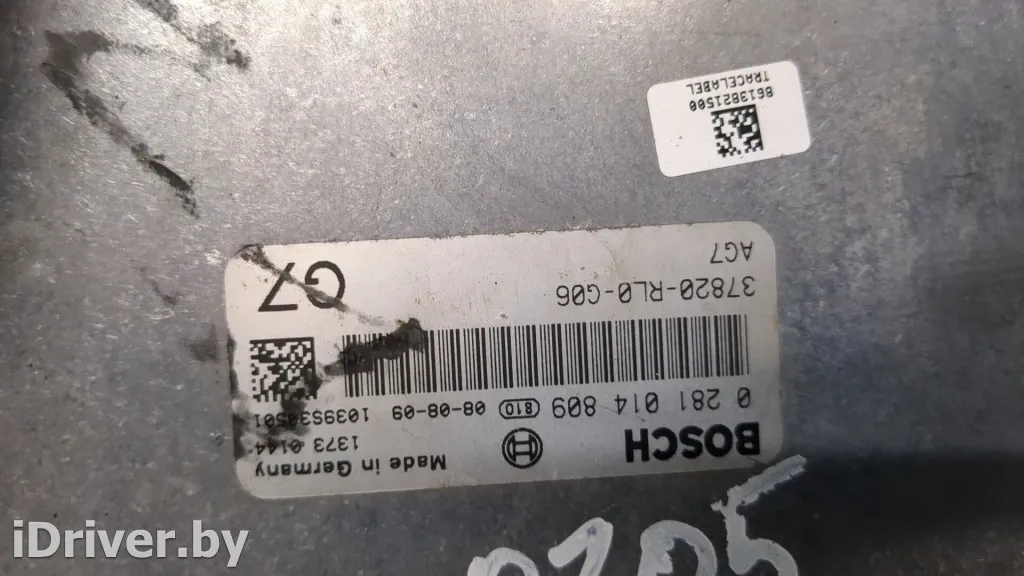 BOSCH Made in Germany
1373 0144
0 281 014 809 810 08-08-09 1039S38501
37820-RL0-G06
AG7 G7
8613821500
TRACELABEL
iDriver.by